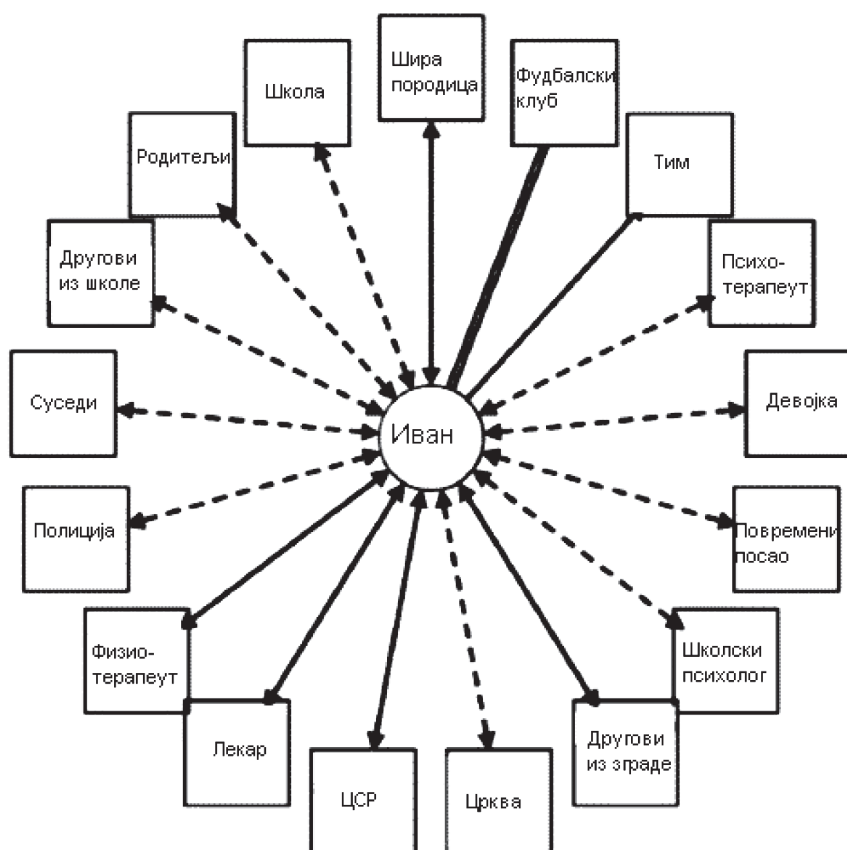 Шира
породица
Фудбалски
клуб
Школа
Тим
Родитељи
Психо-
терапеут
Другови
из школе
Девојка
Суседи
Иван
Повремени
посао
Полиција
Школски
психолог
Физио-
терапеут
Другови
из зграде
Лекар
ЦСР
Црква